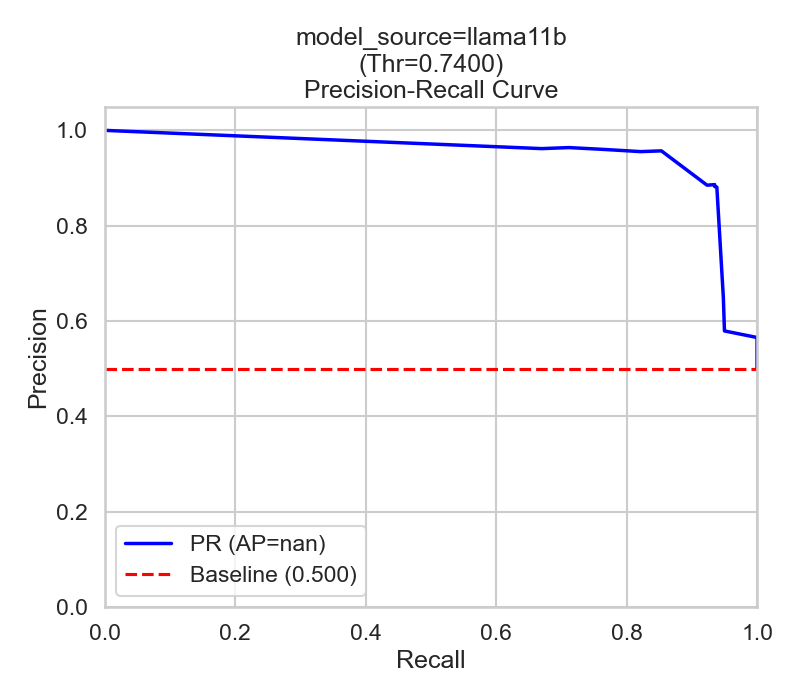 model_source=llama11b
(Thr=0.7400)
Precision-Recall Curve
1.0
0.8
0.6
0.4
0.2
0.0
Precision
PR (AP=nan)
Baseline (0.500)
0.0 0.2 0.4 0.6 0.8 1.0
Recall